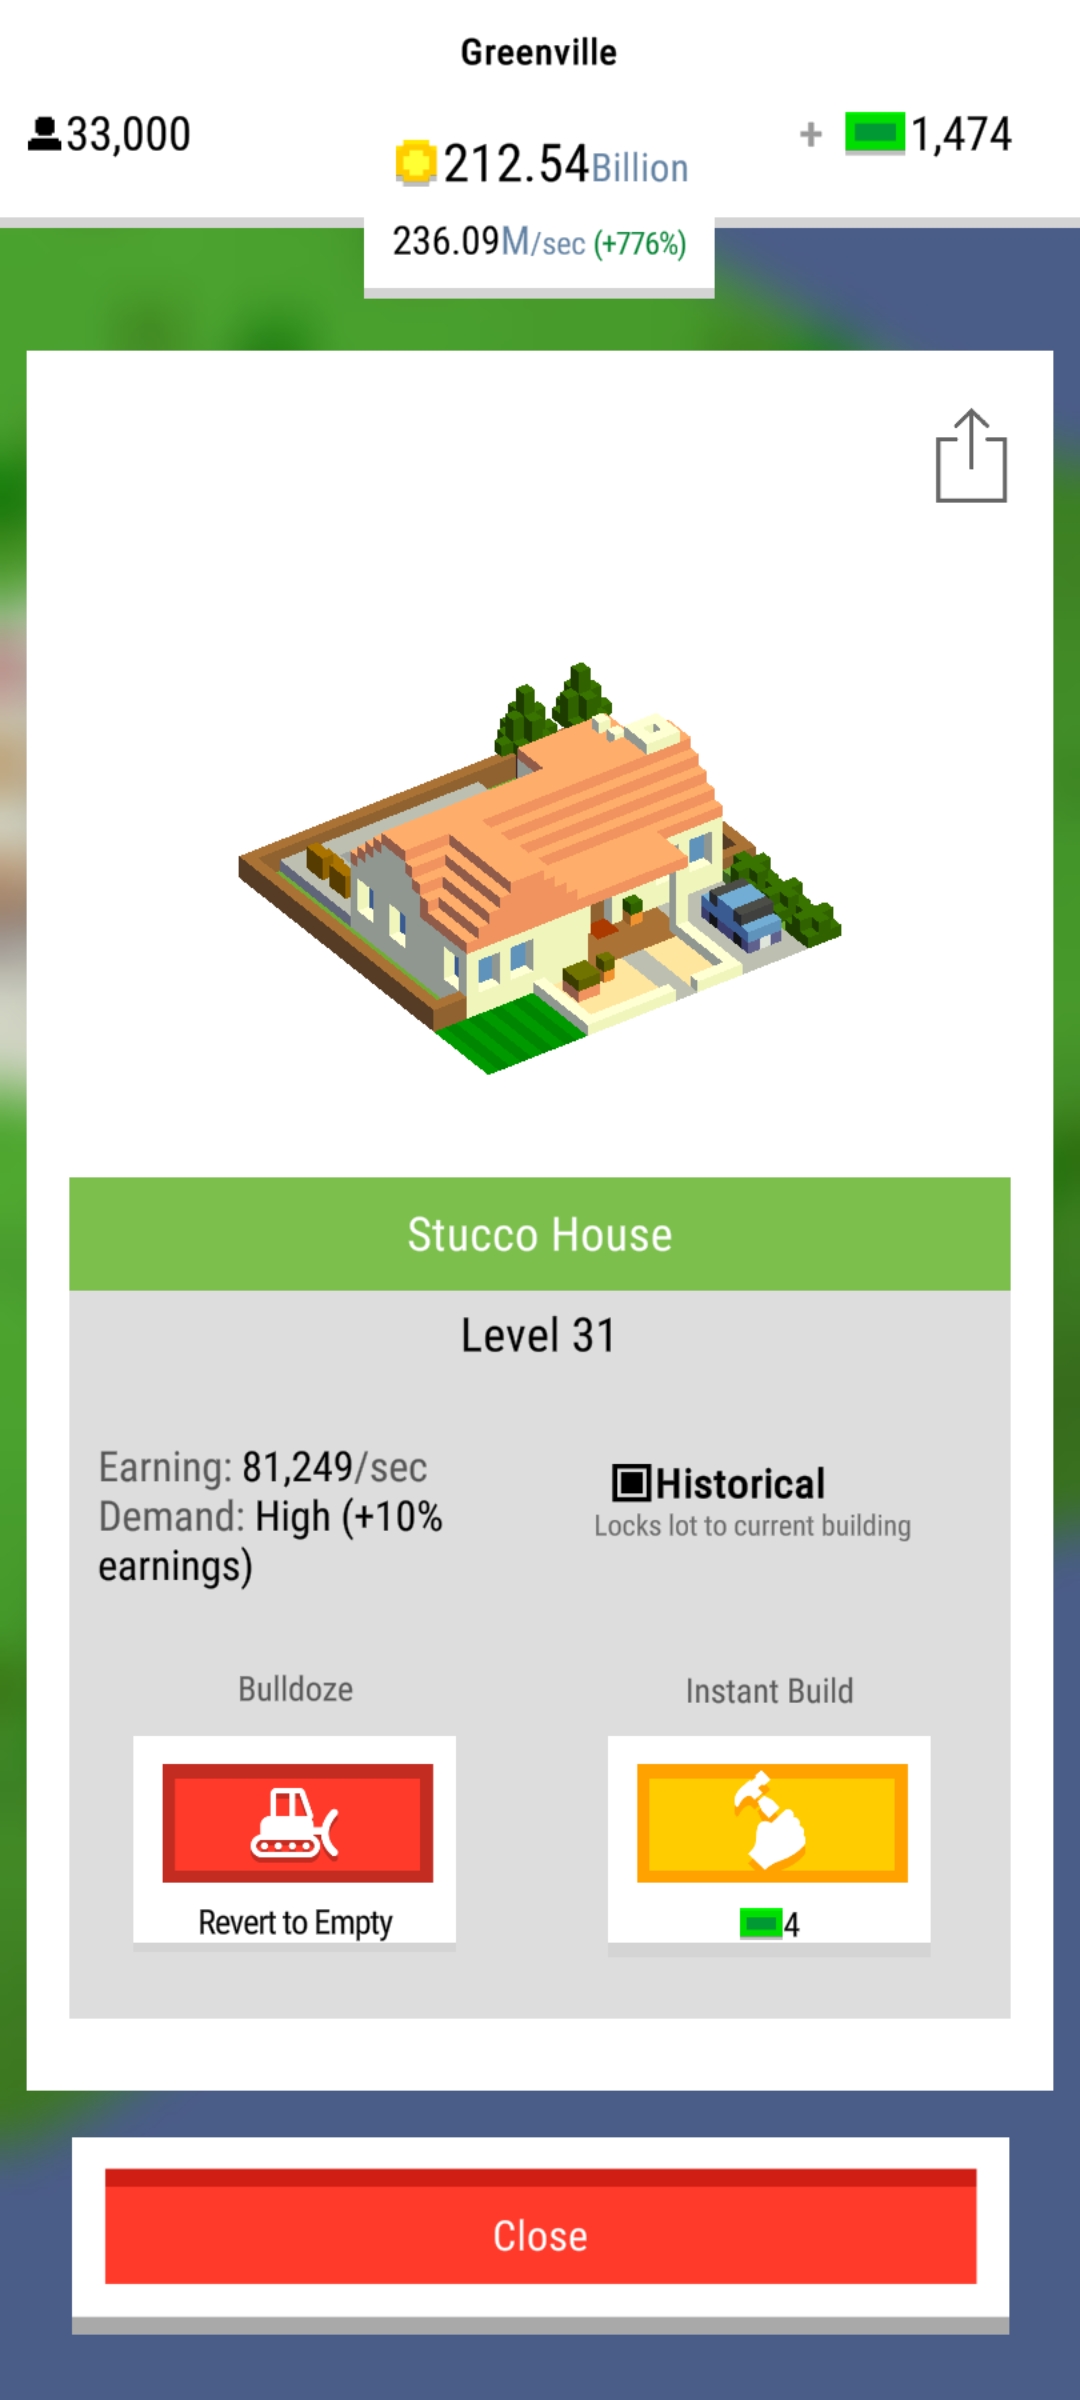 Greenville
33,000
212.54Billion
+ 1,474
236.09M/sec (+776%)
Stucco House
Level 31
Earning: 81,249/sec
Demand: High (+10%
earnings)
Historical
Locks lot to current building
Bulldoze
Instant Build
Revert to Empty
4
Close